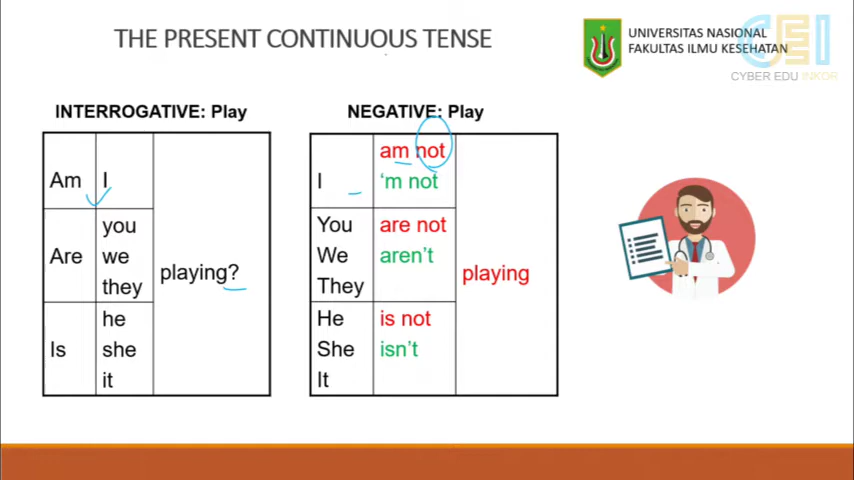 THE PRESENT CONTINUOUS TENSE
UNIVERSITAS NASIONAL
FAKULTAS ILMU KESEHATAN
CEI
CYBER EDU INKOR
INTERROGATIVE: Play
Am I
Are you
we
they
playing?
Is he
she
it
NEGATIVE: Play
I am not
'm not
You are not
We aren't
They
playing
He is not
She isn't
It